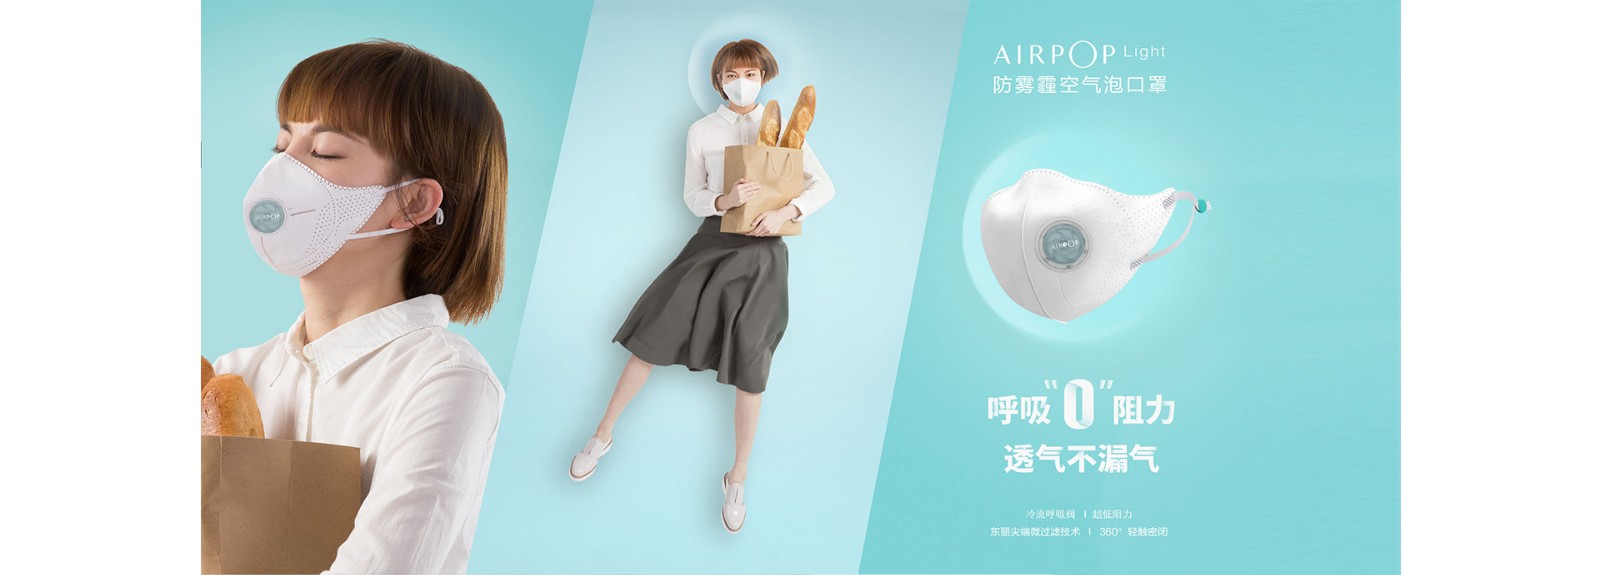 AIRPOP
AIRPOP Light
防雾霾空气泡口罩
AIRPOP
呼吸“0”阻力
透气不漏气
冷流呼吸阀 | 超低阻力
东丽尖端微过滤技术 | 360° 轻触密闭